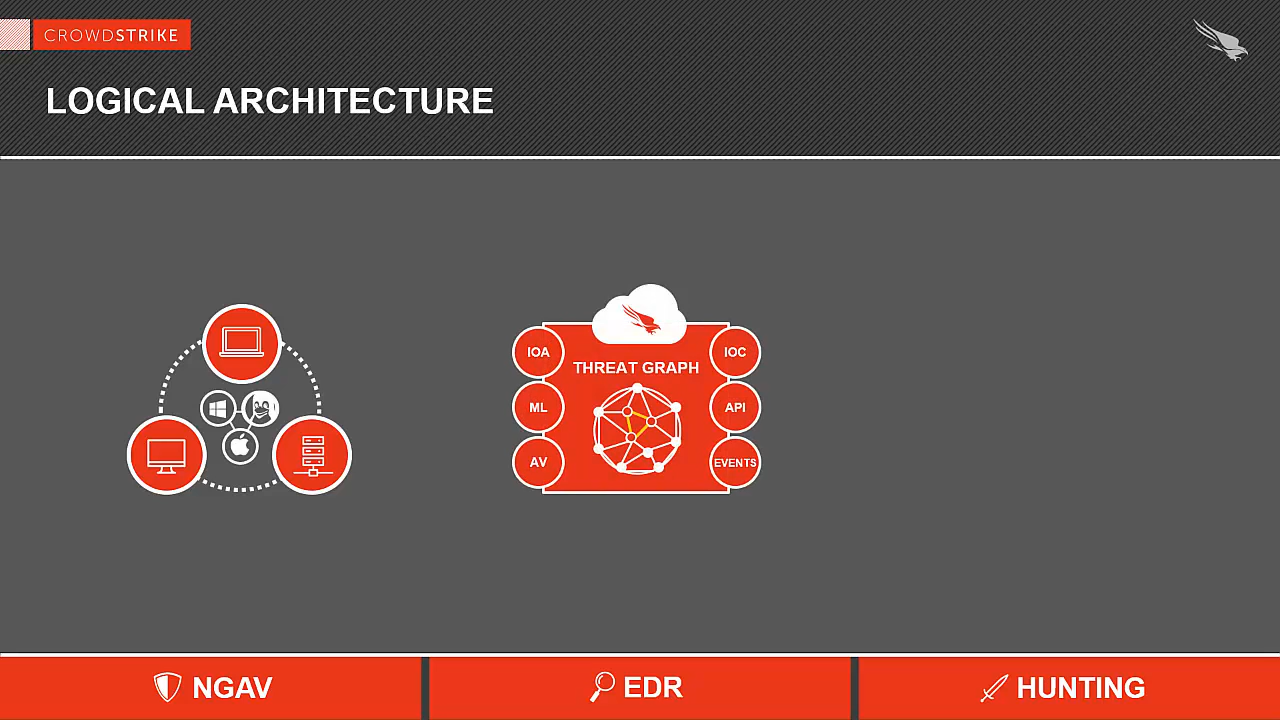 CROWDSTRIKE
LOGICAL ARCHITECTURE
THREAT GRAPH
IOA
ML
AV
IOC
API
EVENTS
NGAV
EDR
HUNTING